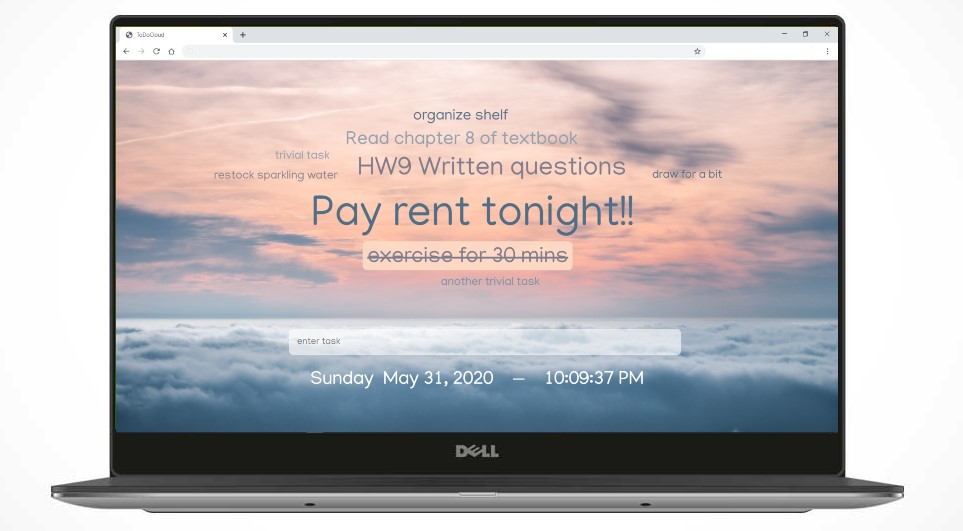 ToDoCloud
organize shelf
Read chapter 8 of textbook
trivial task
HW9 Written questions
restock sparkling water
draw for a bit
Pay rent tonight!!
exercise for 30 mins
another trivial task
enter task
Sunday May 31, 2020 — 10:09:37 PM
DELL